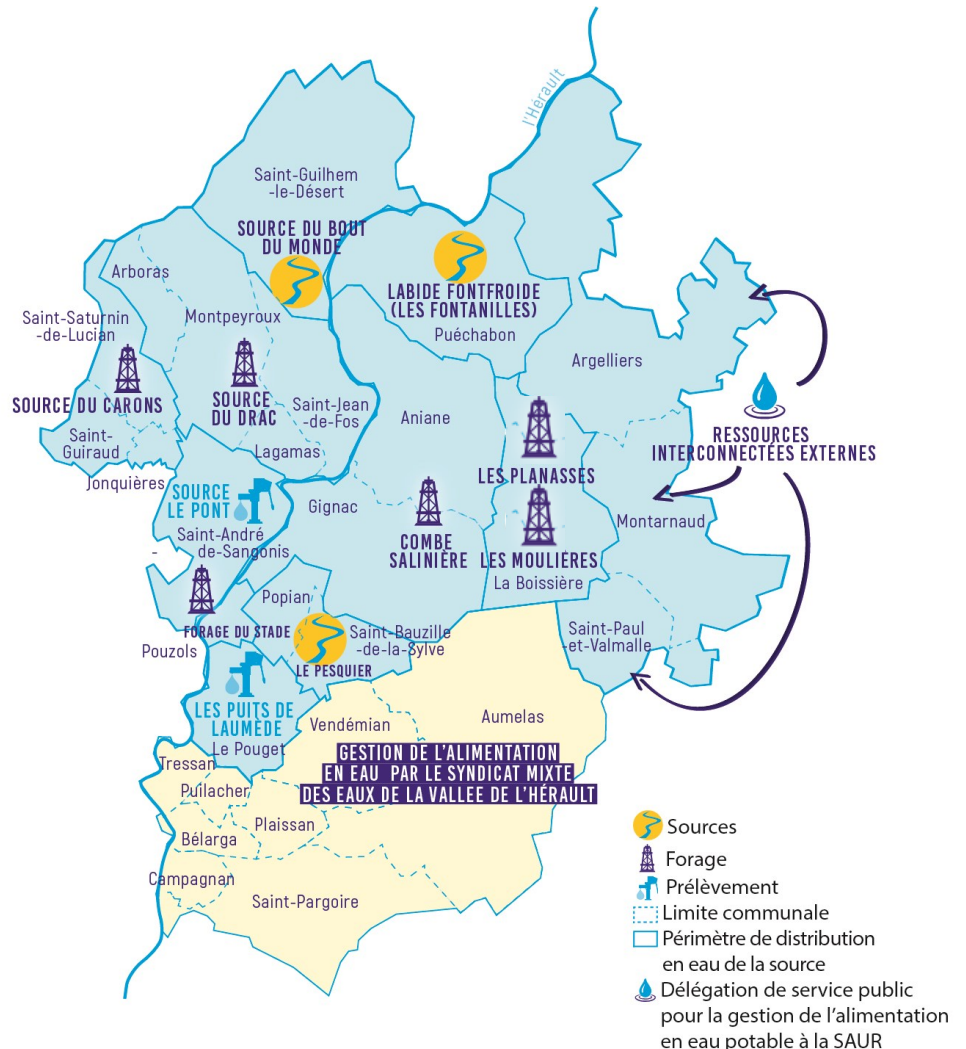 l'Hérault
Saint-Guilhem
-le-Désert
SOURCE DU BOUT
DU MONDE
Arboras
LABIDE FONTFROIDE
(LES FONTANILLES)
Saint-Saturnin
-de-Lucian
Montpeyroux
Puéchabon
Argelliers
SOURCE DU CARONS
SOURCE
DU DRAC
Saint-Jean
-de-Fos
Aniane
Saint-
Guiraud
RESSOURCES
INTERCONNECTÉES EXTERNES
Lagamas
LES PLANASSES
Jonquières
SOURCE
LE PONT
Gignac
Montarnaud
Saint-André
de-Sangonis
-
COMBE
SALINIÈRE
LES MOULIÉRES
La Boissière
Popian
FORAGE DU STADE
Saint-Bauzille
-de-la-Sylve
Saint-Paul
-et-Valmalle
Pouzols
LE PESQUIER
LES PUITS DE
LAUMÈDE
Le Pouget
Vendémian
Aumelas
GESTION DE L'ALIMENTATION
EN EAU PAR LE SYNDICAT MIXTE
DES EAUX DE LA VALLEE DE L'HÉRAULT
Tressan
Puilacher
Plaissan
Bélarga
Campagnan
Saint-Pargoire
Sources
Forage
Prélèvement
Limite communale
Périmètre de distribution
en eau de la source
Délégation de service public
pour la gestion de l'alimentation
en eau potable à la SAUR